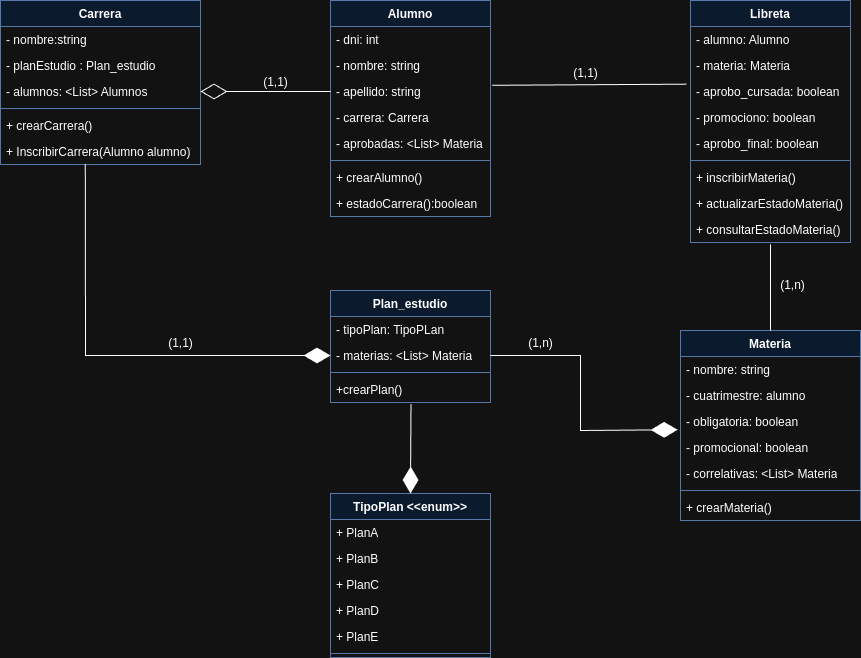 Carrera
- nombre:string
- planEstudio : Plan_estudio
- alumnos: <List> Alumnos
+ crearCarrera()
+ InscribirCarrera(Alumno alumno)
(1,1)
Alumno
- dni: int
- nombre: string
- apellido: string
- carrera: Carrera
- aprobadas: <List> Materia
+ crearAlumno()
+ estadoCarrera():boolean
(1,1)
Libreta
- alumno: Alumno
- materia: Materia
- aprobo_cursada: boolean
- promociono: boolean
- aprobo_final: boolean
+ inscribirMateria()
+ actualizarEstadoMateria()
+ consultarEstadoMateria()
(1,n)
(1,1)
Plan_estudio
- tipoPlan: TipoPLan
- materias: <List> Materia
+crearPlan()
(1,n)
Materia
- nombre: string
- cuatrimestre: alumno
- obligatoria: boolean
- promocional: boolean
- correlativas: <List> Materia
+ crearMateria()
TipoPlan <<enum>>
+ PlanA
+ PlanB
+ PlanC
+ PlanD
+ PlanE